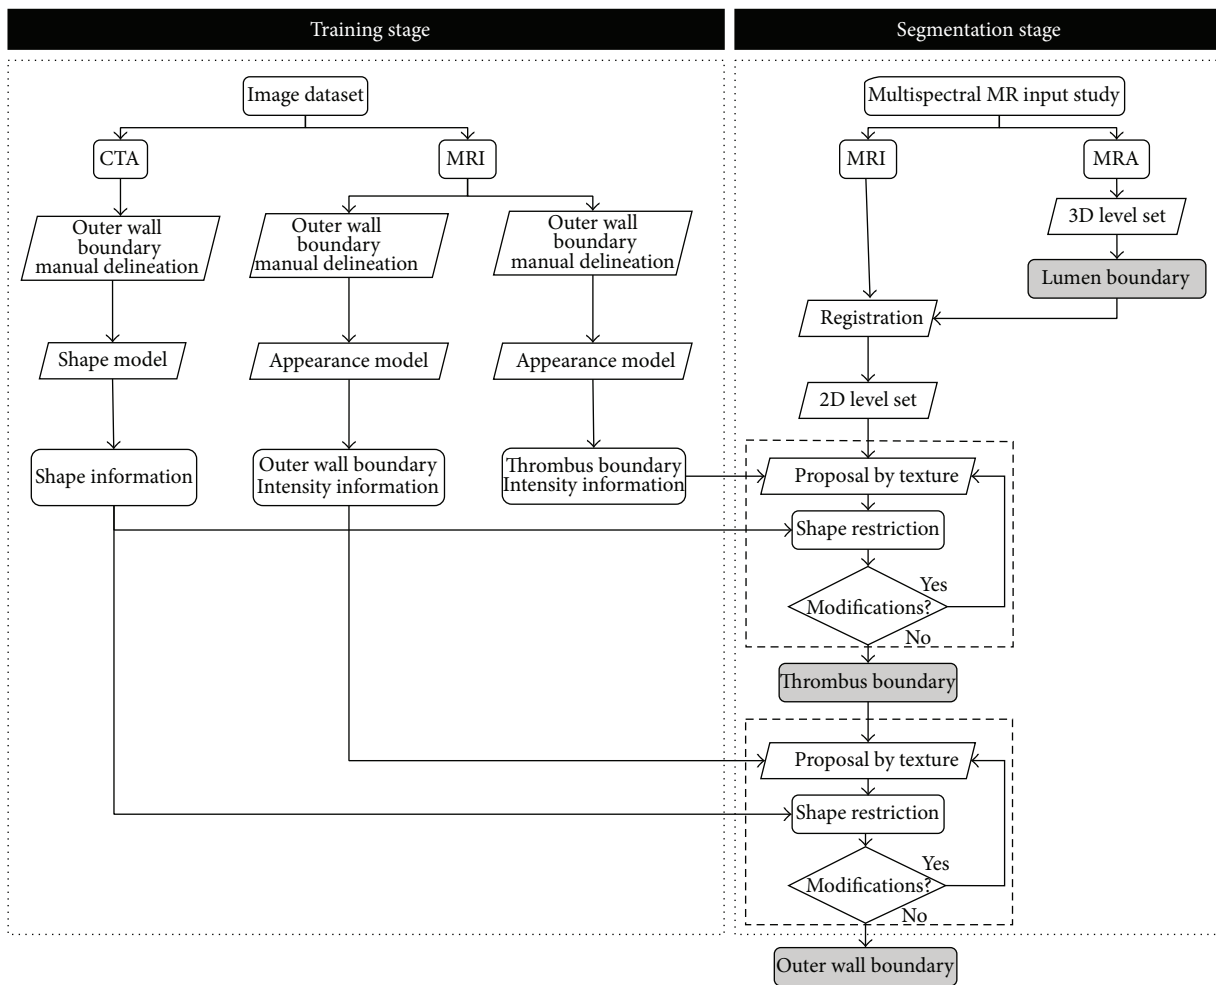 Training stage
Image dataset
CTA
MRI
Outer wall
boundary
manual delineation
Outer wall
boundary
manual delineation
Outer wall
boundary
manual delineation
Shape model
Appearance model
Appearance model
Shape information
Outer wall boundary
Intensity information
Thrombus boundary
Intensity information
Segmentation stage
Multispectral MR input study
MRI
MRA
3D level set
Lumen boundary
Registration
2D level set
Proposal by texture
Shape restriction
Yes
Modifications?
No
Thrombus boundary
Proposal by texture
Shape restriction
Yes
Modifications?
No
Outer wall boundary